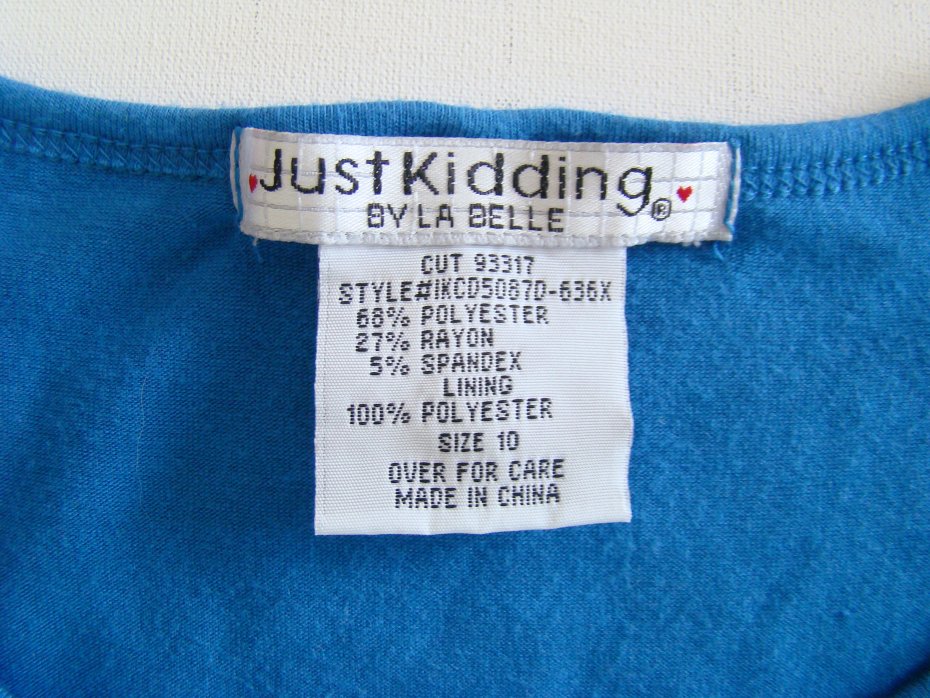 JustKidding®
BY LA BELLE
CUT 93317
STYLE#IKCD5087D-636X
68% POLYESTER
27% RAYON
5% SPANDEX
LINING
100% POLYESTER
SIZE 10
OVER FOR CARE
MADE IN CHINA